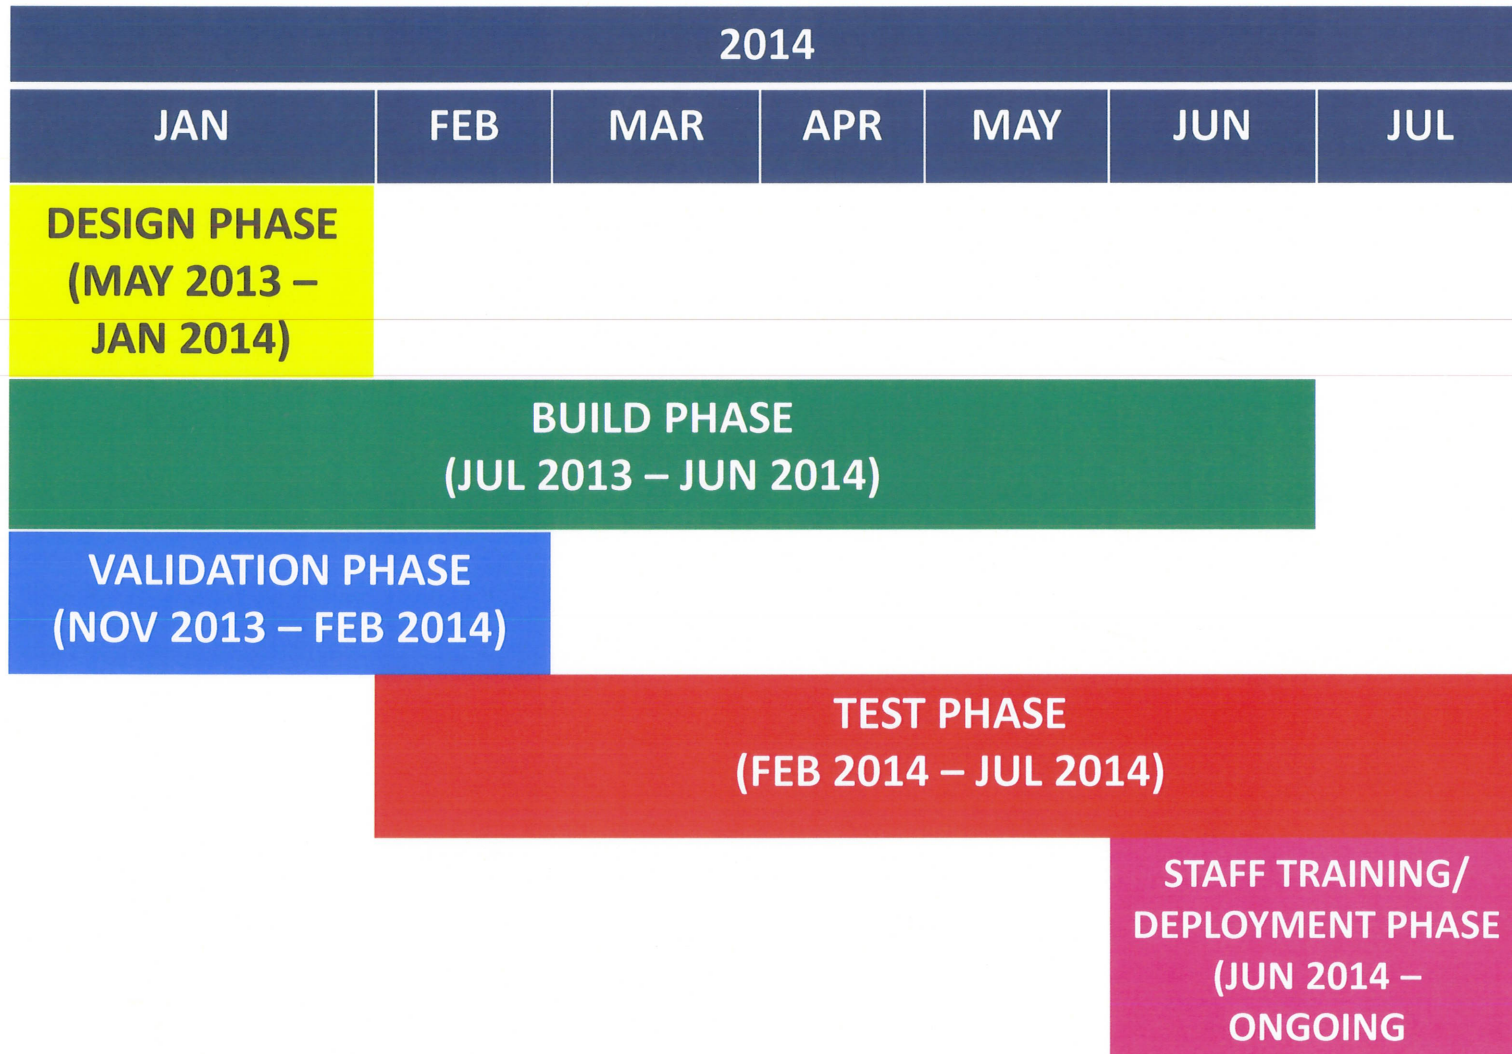 2014
JAN FEB MAR APR MAY JUN JUL
DESIGN PHASE
(MAY 2013 –
JAN 2014)
BUILD PHASE
(JUL 2013 – JUN 2014)
VALIDATION PHASE
(NOV 2013 – FEB 2014)
TEST PHASE
(FEB 2014 – JUL 2014)
STAFF TRAINING/
DEPLOYMENT PHASE
(JUN 2014 –
ONGOING